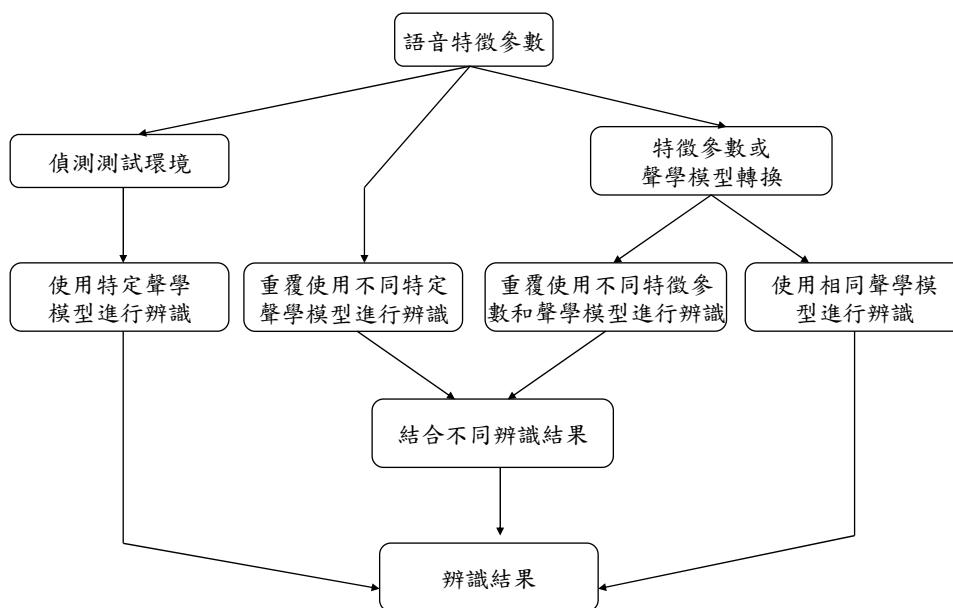 語音特徵參數
偵測測試環境
特徵參數或
聲學模型轉換
使用特定聲學
模型進行辨識
重覆使用不同特定
聲學模型進行辨識
重覆使用不同特徵參
數和聲學模型進行辨識
使用相同聲學模
型進行辨識
結合不同辨識結果
辨識結果